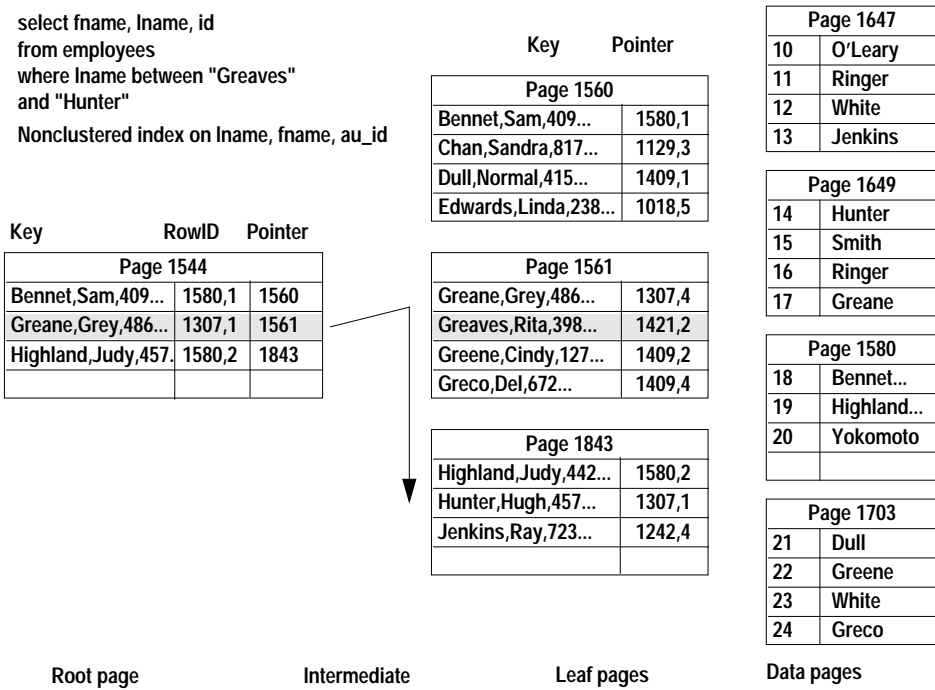 select fname, lname, id
from employees
where lname between "Greaves"
and "Hunter"
Nonclustered index on lname, fname, au_id
Key RowID Pointer
Page 1544
Bennet,Sam,409... 1580,1 1560
Greane,Grey,486... 1307,1 1561
Highland,Judy,457. 1580,2 1843
Key Pointer
Page 1560
Bennet,Sam,409... 1580,1
Chan,Sandra,817... 1129,3
Dull,Normal,415... 1409,1
Edwards,Linda,238... 1018,5
Page 1561
Greane,Grey,486... 1307,4
Greaves,Rita,398... 1421,2
Greene,Cindy,127... 1409,2
Greco,Del,672... 1409,4
Page 1843
Highland,Judy,442... 1580,2
Hunter,Hugh,457... 1307,1
Jenkins,Ray,723... 1242,4
Page 1647
10 O’Leary
11 Ringer
12 White
13 Jenkins
Page 1649
14 Hunter
15 Smith
16 Ringer
17 Greane
Page 1580
18 Bennet...
19 Highland...
20 Yokomoto
Page 1703
21 Dull
22 Greene
23 White
24 Greco
Root page Intermediate Leaf pages Data pages